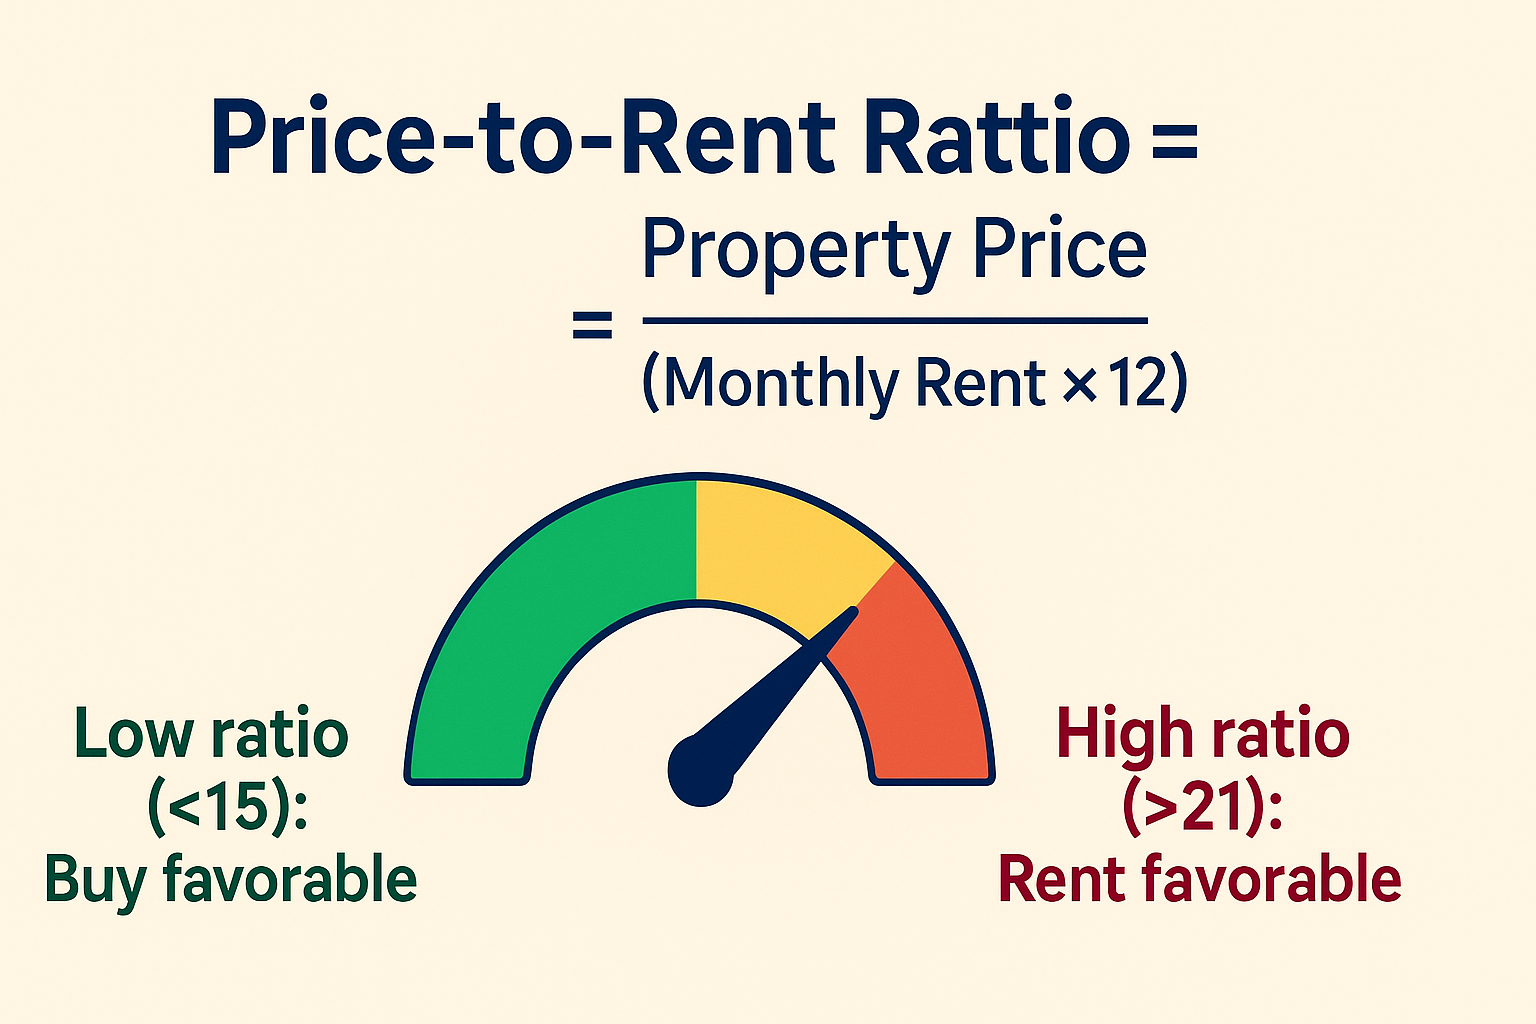 Price-to-Rent Rattio =
Property Price
=
(Monthly Rent × 12)
Low ratio
(<15):
Buy favorable
High ratio
(>21):
Rent favorable